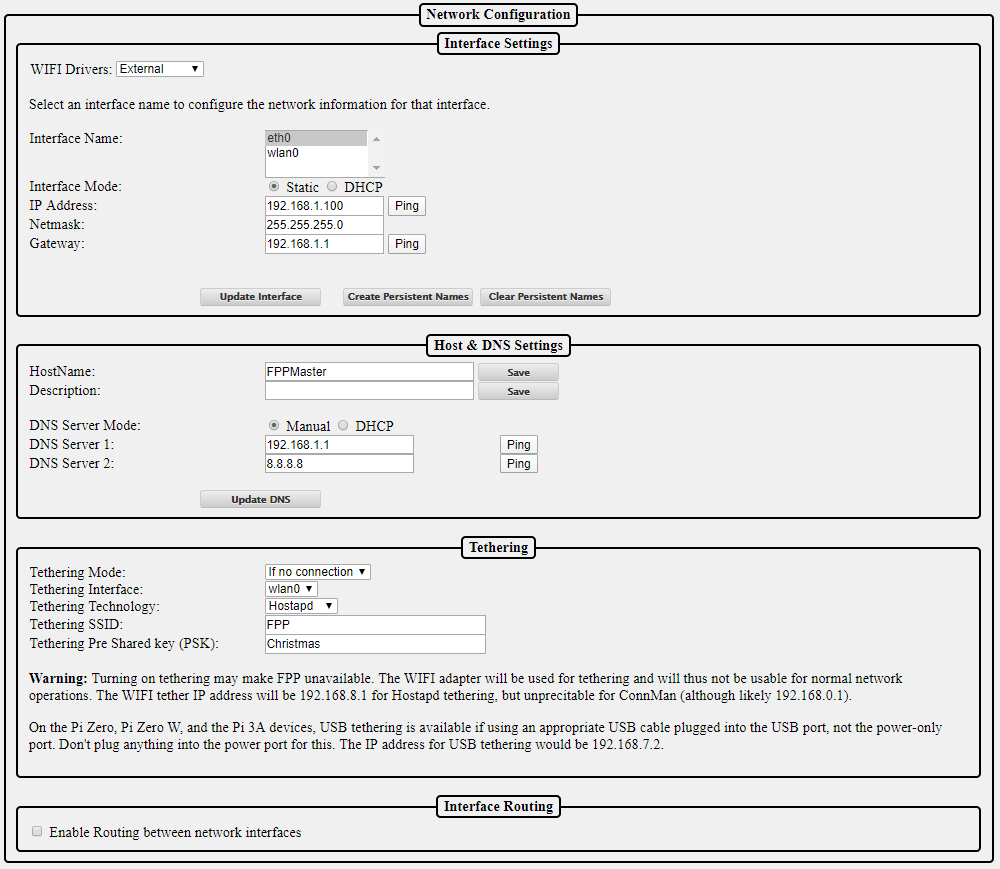 Network Configuration
Interface Settings
WIFI Drivers: External
Select an interface name to configure the network information for that interface.
Interface Name: eth0
wlan0
Interface Mode: Static DHCP
IP Address: 192.168.1.100 Ping
Netmask: 255.255.255.0
Gateway: 192.168.1.1 Ping
Update Interface Create Persistent Names Clear Persistent Names
Host & DNS Settings
HostName: FPPMaster Save
Description: Save
DNS Server Mode: Manual DHCP
DNS Server 1: 192.168.1.1 Ping
DNS Server 2: 8.8.8.8 Ping
Update DNS
Tethering
Tethering Mode: If no connection
Tethering Interface: wlan0
Tethering Technology: Hostapd
Tethering SSID: FPP
Tethering Pre Shared key (PSK): Christmas
Warning: Turning on tethering may make FPP unavailable. The WIFI adapter will be used for tethering and will thus not be usable for normal network
operations. The WIFI tether IP address will be 192.168.8.1 for Hostapd tethering, but unprecitable for ConnMan (although likely 192.168.0.1).
On the Pi Zero, Pi Zero W, and the Pi 3A devices, USB tethering is available if using an appropriate USB cable plugged into the USB port, not the power-only
port. Don't plug anything into the power port for this. The IP address for USB tethering would be 192.168.7.2.
Interface Routing
Enable Routing between network interfaces